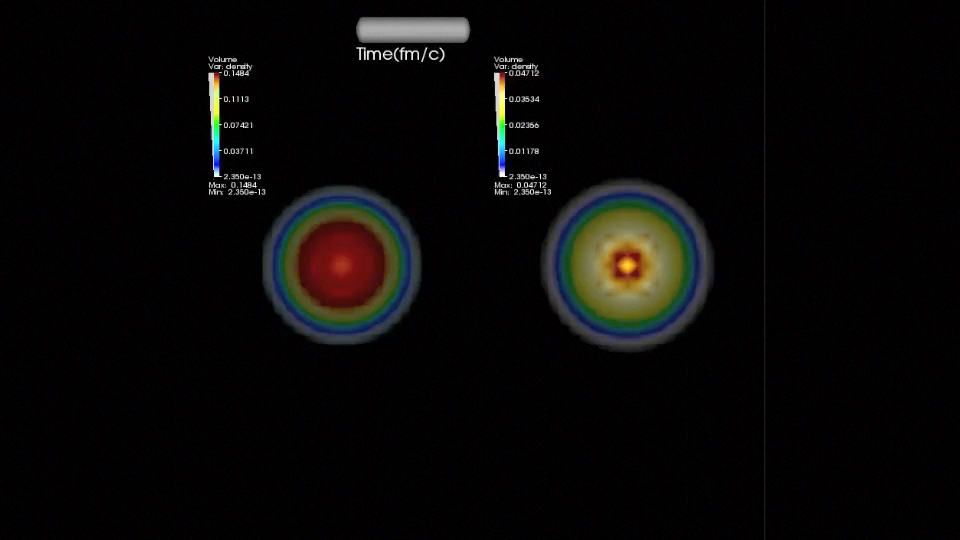 Time(fm/c)
Volume
Var: density
0.1484
0.1113
0.07421
0.03711
2.350e-13
Max: 0.1484
Min: 2.350e-13
Volume
Var: density
0.04712
0.03534
0.02356
0.01178
2.350e-13
Max: 0.04712
Min: 2.350e-13